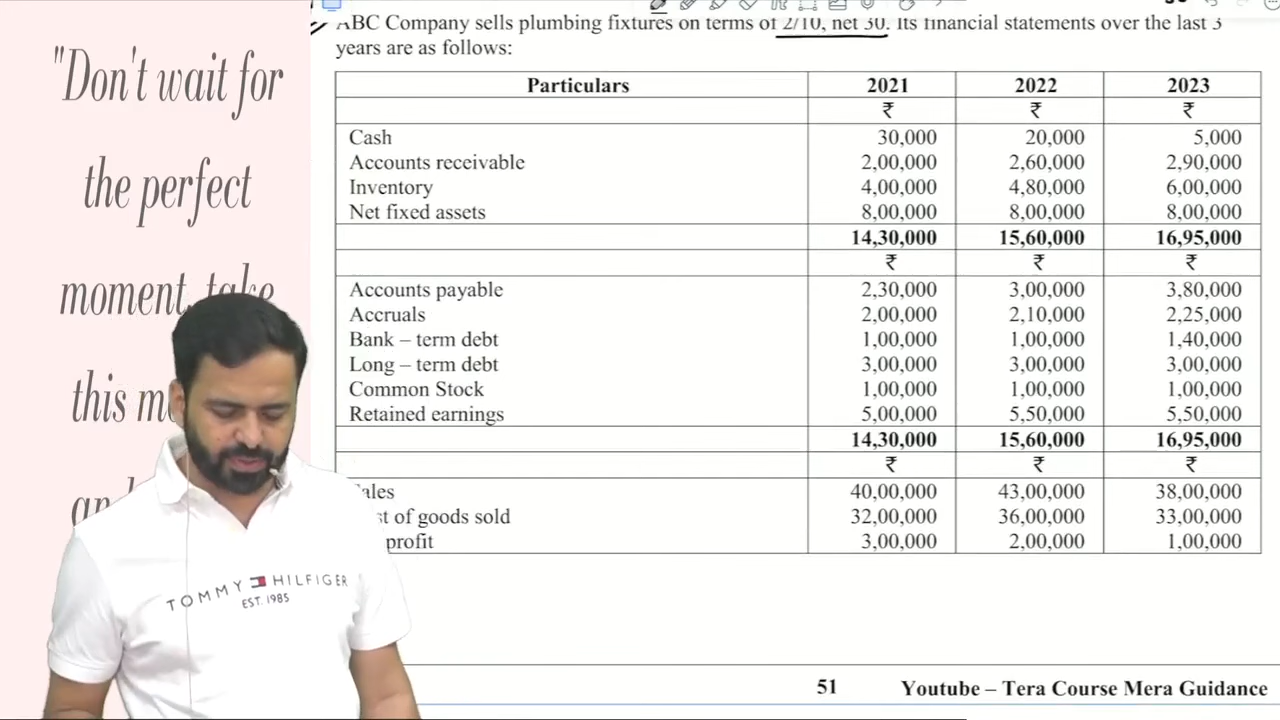 "Don't wait for
the perfect
moment, take
this
ABC Company sells plumbing fixtures on terms of 2/10, net 30. Its financial statements over the last 3
years are as follows:
Particulars 2021 2022 2023
₹ ₹ ₹
Cash 30,000 20,000 5,000
Accounts receivable 2,00,000 2,60,000 2,90,000
Inventory 4,00,000 4,80,000 6,00,000
Net fixed assets 8,00,000 8,00,000 8,00,000
14,30,000 15,60,000 16,95,000
₹ ₹ ₹
Accounts payable 2,30,000 3,00,000 3,80,000
Accruals 2,00,000 2,10,000 2,25,000
Bank – term debt 1,00,000 1,00,000 1,40,000
Long – term debt 3,00,000 3,00,000 3,00,000
Common Stock 1,00,000 1,00,000 1,00,000
Retained earnings 5,00,000 5,50,000 5,50,000
14,30,000 15,60,000 16,95,000
₹ ₹ ₹
Sales 40,00,000 43,00,000 38,00,000
of goods sold 32,00,000 36,00,000 33,00,000
profit 3,00,000 2,00,000 1,00,000
TOMMY HILFIGER
EST. 1985
51 Youtube – Tera Course Mera Guidance